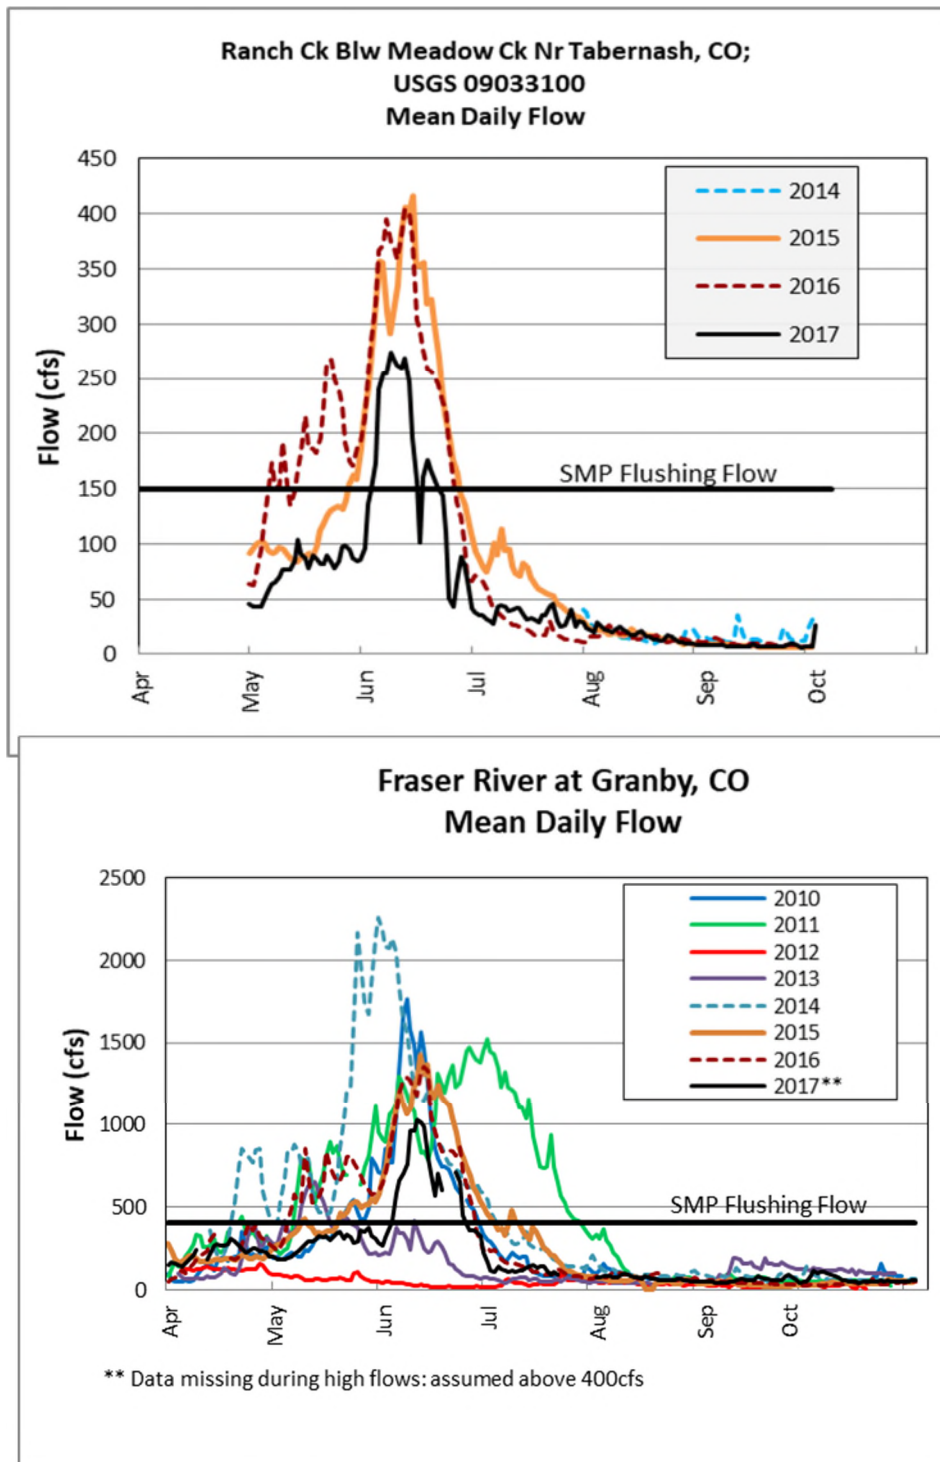 Ranch Ck Blw Meadow Ck Nr Tabernash, CO;
USGS 09033100
Mean Daily Flow
Flow (cfs)
450
400
350
300
250
200
150
100
50
0
2014
2015
2016
2017
SMP Flushing Flow
Apr
May
Jun
Jul
Aug
Sep
Oct
Fraser River at Granby, CO
Mean Daily Flow
Flow (cfs)
2500
2000
1500
1000
500
0
2010
2011
2012
2013
2014
2015
2016
2017**
SMP Flushing Flow
Apr
May
Jun
Jul
Aug
Sep
Oct
** Data missing during high flows: assumed above 400cfs